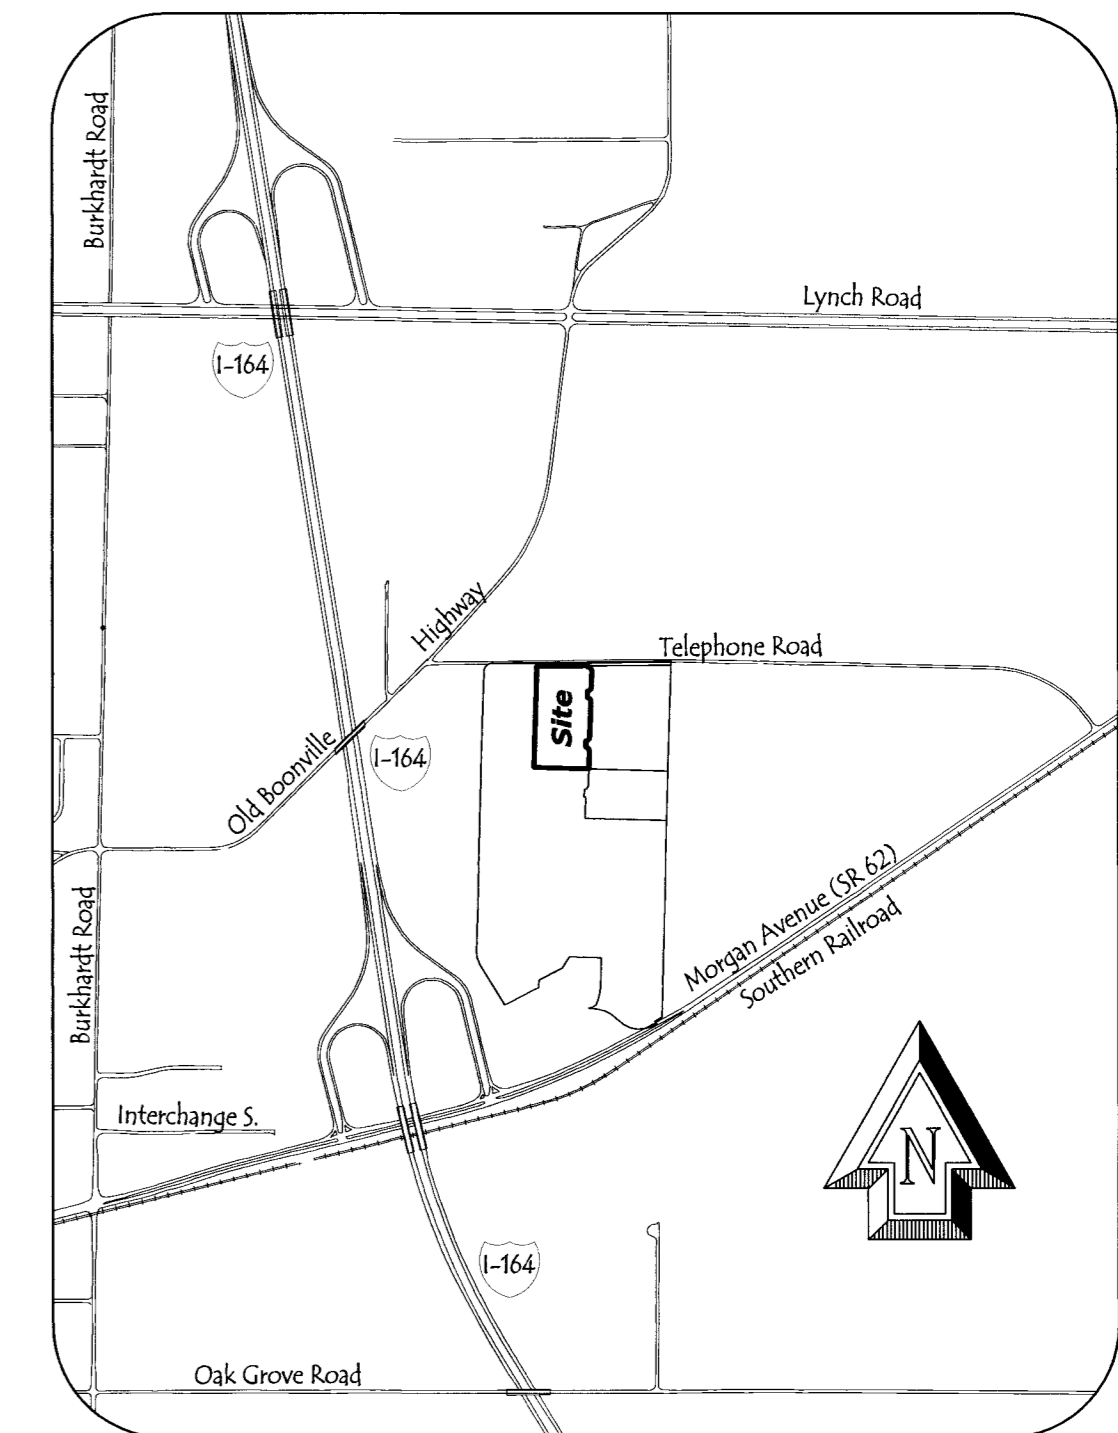 Burkhardt Road
Lynch Road
I-164
Highway
Telephone Road
Site
Old Boonville
I-164
Morgan Avenue (SR 62)
Southern Railroad
Burkhardt Road
Interchange S.
N
I-164
Oak Grove Road